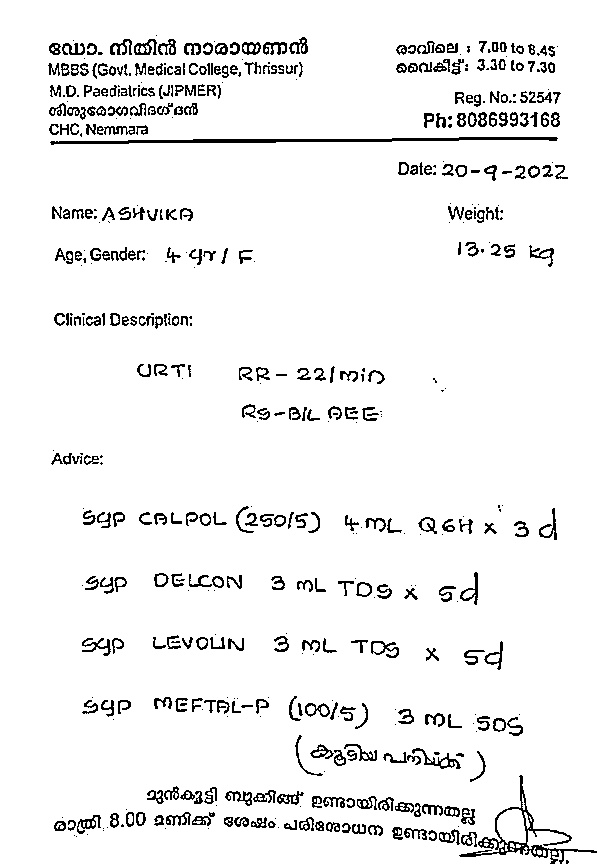 ഡോ. നിതിൻ നാരായണൻ
MBBS (Govt. Medical College, Thrissur)
M.D. Paediatrics (JIPMER)
ശിശുരോഗവിദഗ്ദൻ
CHC, Nemmara
രാവിലെ : 7.00 to 8.45
വൈകീട്ട് : 3.30 to 7.30
Reg. No.: 52547
Ph: 8086993168
Date: 20-9-2022
Name: ASHVIKA
Weight:
Age, Gender: 4 yr / F
13.25 kg
Clinical Description:
URTI RR - 22/min
RS - B/L AEE
Advice:
Syp CALPOL (250/5) 4 mL Q6H x 3 d
Syp DELCON 3 mL TDS x 5d
Syp LEVOLIN 3 mL TDS x 5d
Syp MEFTAL-P (100/5) 3 mL SOS
(കൂടിയ പനിയ്ക്ക്)
മുൻകൂട്ടി ബുക്കിങ്ങ് ഉണ്ടായിരിക്കുന്നതല്ല
രാത്രി 8.00 മണിക്ക് ശേഷം പരിശോധന ഉണ്ടായിരിക്കുന്നതല്ല.